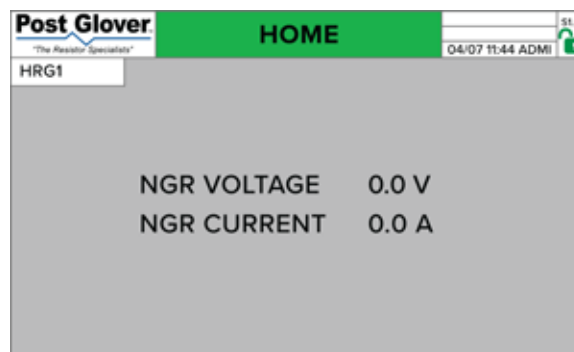 Post Glover.
"The Resistor Specialists"
HOME
St.
04/07 11:44 ADMI
HRG1
NGR VOLTAGE 0.0 V
NGR CURRENT 0.0 A